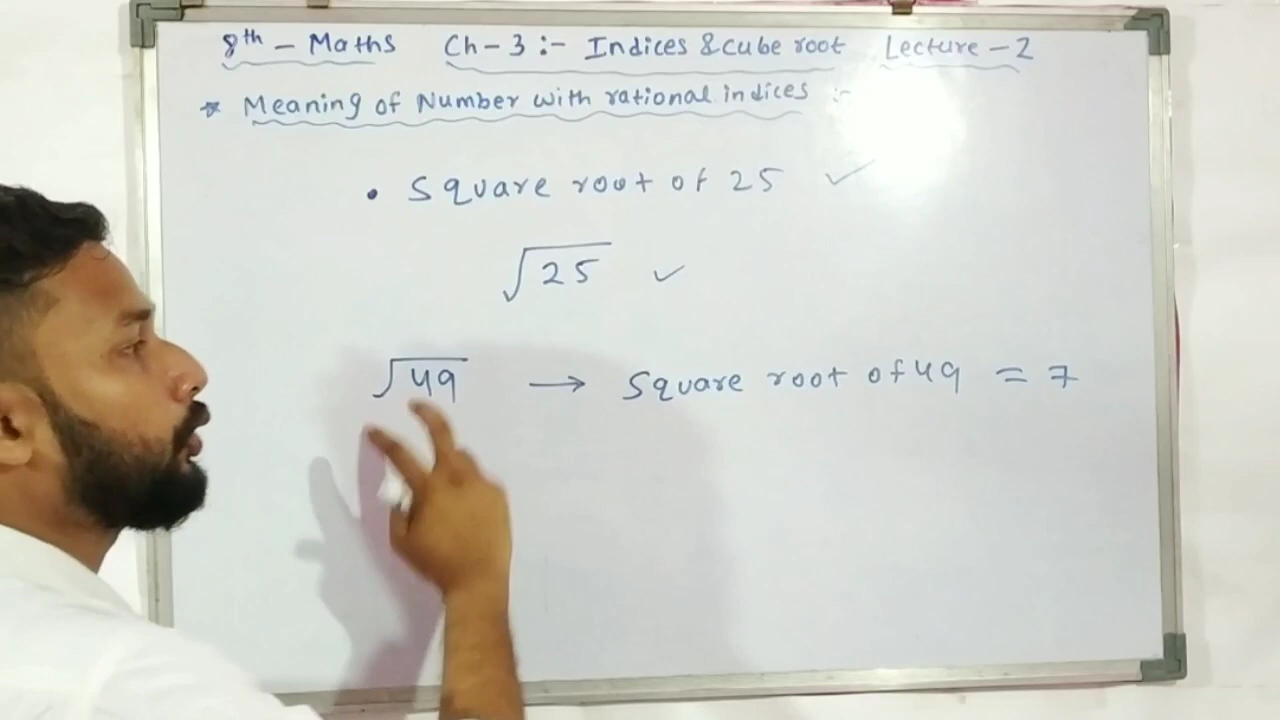 8th - Maths Ch-3 :- Indices & cube root Lecture - 2
* Meaning of Number with rational indices :-
• Square root of 25 ✓
√25 ✓
√49 → Square root of 49 = 7